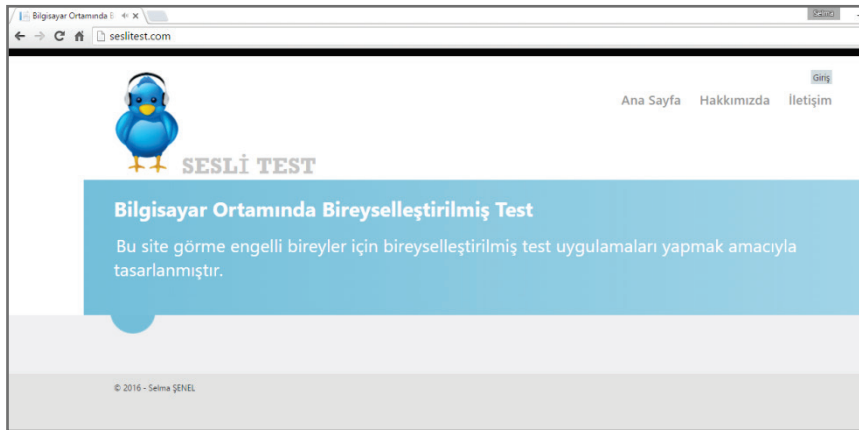 Bilgisayar Ortamında B
Selma
seslitest.com
Giriş
Ana Sayfa Hakkımızda İletişim
SESLİ TEST
Bilgisayar Ortamında Bireyselleştirilmiş Test
Bu site görme engelli bireyler için bireyselleştirilmiş test uygulamaları yapmak amacıyla
tasarlanmıştır.
© 2016 - Selma ŞENEL